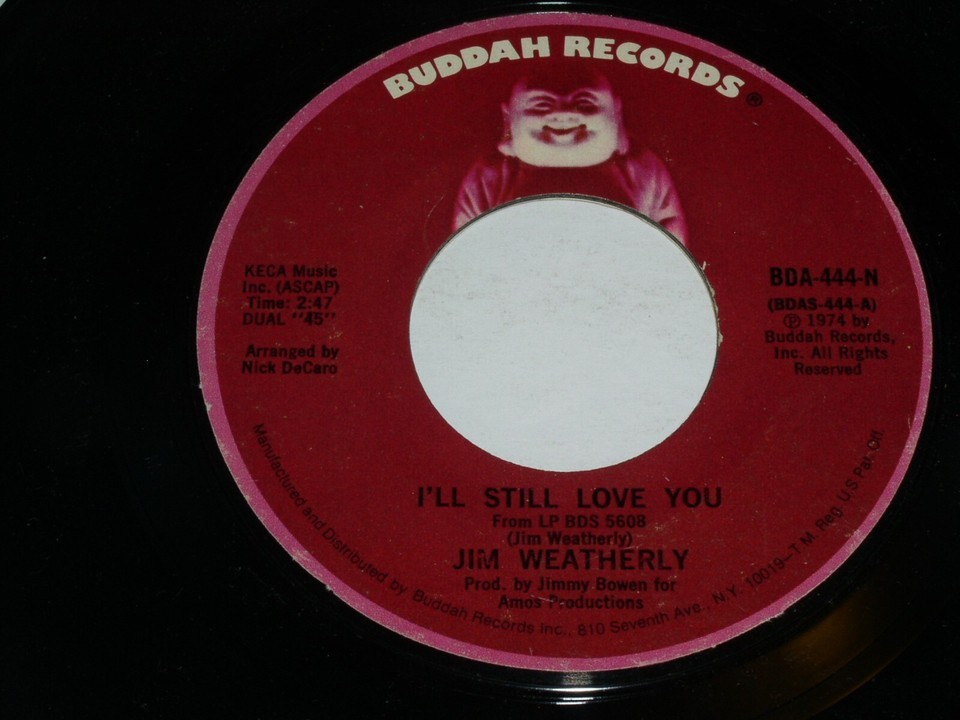 BUDDAH RECORDS®
KECA Music
Inc. (ASCAP)
Time: 2:47
DUAL "45"
Arranged by
Nick DeCaro
BDA-444-N
(BDAS-444-A)
℗ 1974 by
Buddah Records,
Inc. All Rights
Reserved
I'LL STILL LOVE YOU
From LP BDS 5608
(Jim Weatherly)
JIM WEATHERLY
Prod. by Jimmy Bowen for
Amos Productions
Manufactured and Distributed by Buddah Records Inc., 810 Seventh Ave., N.Y. 10019—T.M. Reg U S Pat. Off.